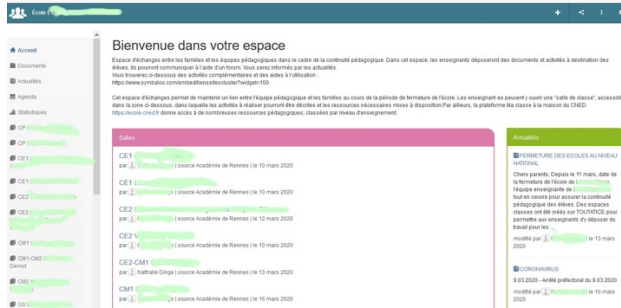 École
Bienvenue dans votre espace
Espace d'échanges entre les familles et les équipes pédagogiques dans le cadre de la continuité pédagogique. Dans cet espace, les enseignants déposeront des documents et activités à destination des
élèves. Ils pourront communiquer à l'aide d'un forum. Vous serez informés par les actualités.
Vous trouverez ci-dessous des activités complémentaires et des aides à l'utilisation :
Cet espace d'échanges permet de maintenir un lien entre l'équipe pédagogique et les familles au cours de la période de fermeture de l'école. Les enseignant-es peuvent y ouvrir une "salle de classe", accessible
dans la zone ci-dessous, dans laquelle les activités à réaliser pourront être décrites et les ressources nécessaires mises à disposition.Par ailleurs, la plateforme Ma classe à la maison du CNED
https://ecole.cned.fr donne accès à de nombreuses ressources pédagogiques, classées par niveau d'enseignement.
Accueil
Documents
Actualités
Agenda
Statistiques
CP
CP
CE1
CE1
CE2
CE2
CM1
CM1-CM2
Demol
CM2
GS
Salles
CE1
par | source Académie de Rennes | le 10 mars 2020
CE1
par | source Académie de Rennes | le 10 mars 2020
CE2
par | source Académie de Rennes | le 12 mars 2020
CE2 V
par | source Académie de Rennes | le 10 mars 2020
CE2-CM1
par Nathalie Dinge | source Académie de Rennes | le 13 mars 2020
CM1
par | source Académie de Rennes | le 16 mars 2020
Actualités
FERMETURE DES ECOLES AU NIVEAU
NATIONAL
Chers parents, Depuis le 11 mars, date de
la fermeture de l'école de
l'équipe enseignante de
tout en oeuvre pour assurer la continuité
pédagogique des élèves. Des espaces
classes ont été créés sur TOUTATICE pour
permettre aux enseignants d'y déposer du
travail pour les ...
modifié par le 13 mars
2020
CORONAVIRUS
9.03.2020 - Arrêté préfectoral du 9.03.2020
modifié par le 10 mars
2020